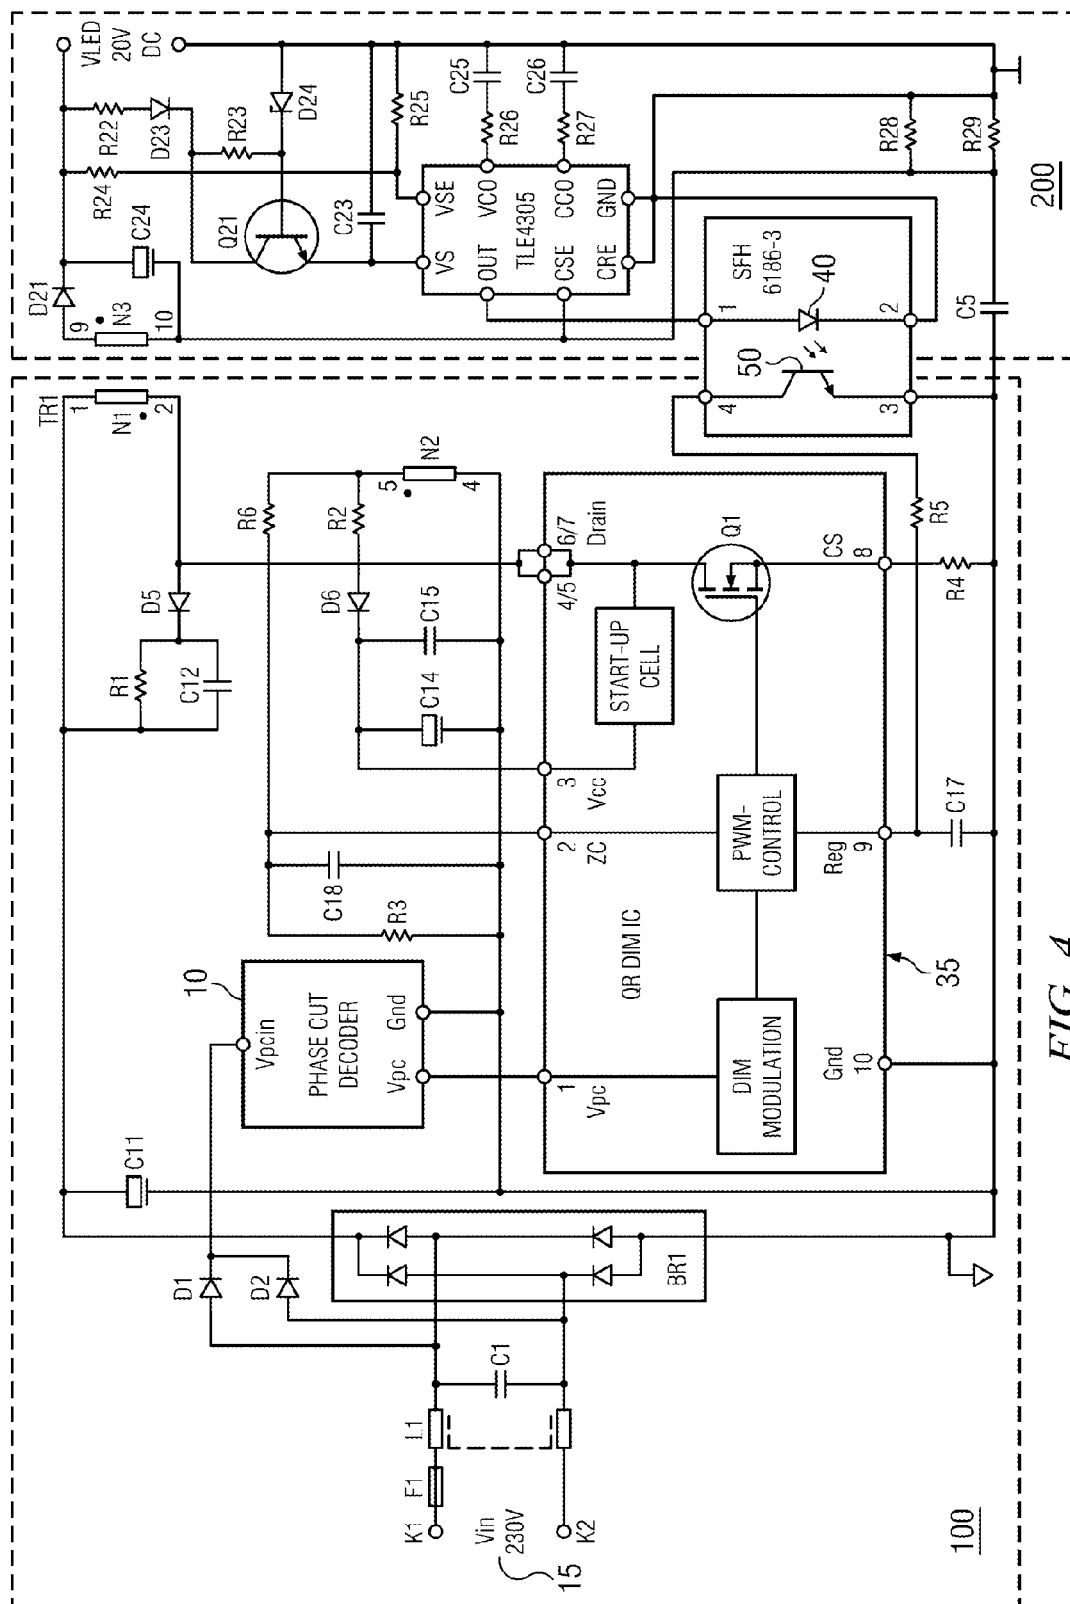 100
15
Vin
230V
K1
K2
F1
L1
C1
D1
D2
BR1
C11
10
Vpcin
PHASE CUT
DECODER
Vpc
Gnd
C18
R3
R1
C12
D5
TR1
1
N1
2
R6
R2
D6
C14
C15
5
N2
4
1
Vpc
2
ZC
3
Vcc
4/5
6/7
Drain
QR DIM IC
DIM
MODULATION
PWM-
CONTROL
START-UP
CELL
Q1
Gnd
10
Reg
9
CS
8
35
C17
R4
R5
4
3
50
1
2
40
SFH
6186-3
C5
9
N3
10
D21
C24
R24
R22
D23
Q21
R23
D24
C23
R25
VS
VSE
OUT
VCO
TLE4305
CSE
CCO
CRE
GND
R26
C25
R27
C26
R28
R29
VLED
20V
DC
200
FIG. 4